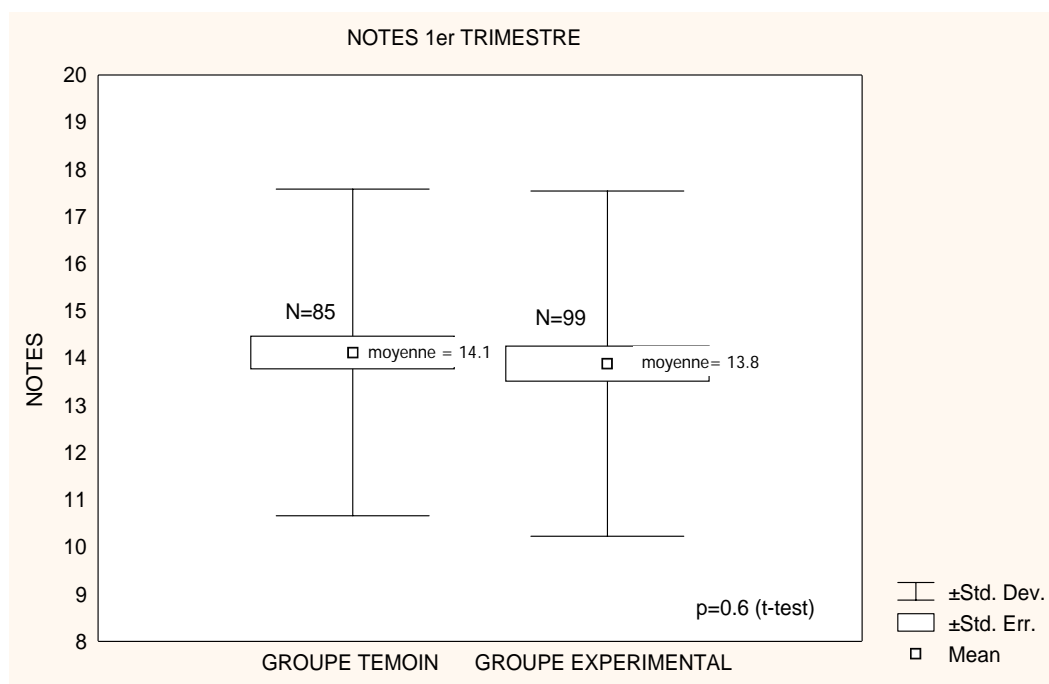 NOTES 1er TRIMESTRE
NOTES
20
19
18
17
16
15
14
13
12
11
10
9
8
N=85
moyenne = 14.1
N=99
moyenne= 13.8
p=0.6 (t-test)
GROUPE TEMOIN
GROUPE EXPERIMENTAL
±Std. Dev.
±Std. Err.
Mean